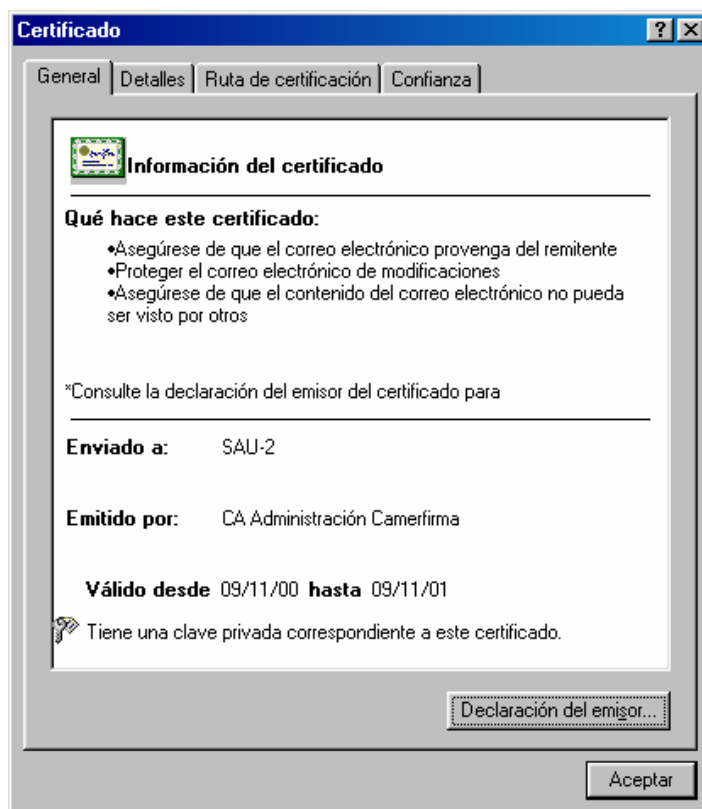 Certificado
General Detalles Ruta de certificación Confianza
Información del certificado
Qué hace este certificado:
•Asegúrese de que el correo electrónico provenga del remitente
•Proteger el correo electrónico de modificaciones
•Asegúrese de que el contenido del correo electrónico no pueda
ser visto por otros
*Consulte la declaración del emisor del certificado para
Enviado a: SAU-2
Emitido por: CA Administración Camerfirma
Válido desde 09/11/00 hasta 09/11/01
Tiene una clave privada correspondiente a este certificado.
Declaración del emisor...
Aceptar